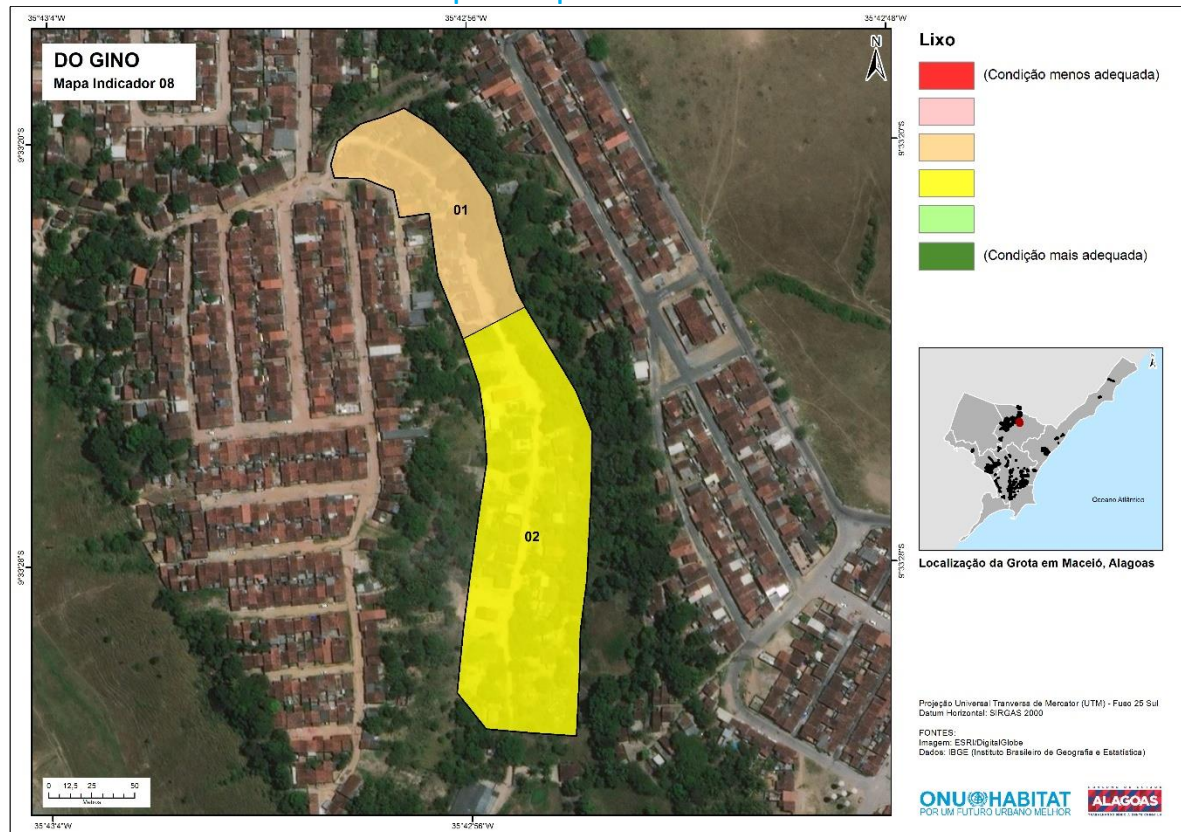 35°43'4"W
35°42'56"W
35°42'48"W
DO GINO
Mapa Indicador 08
N
9°33'20"S
9°33'20"S
01
02
9°33'28"S
9°33'28"S
0 12,5 25 50
Metros
35°43'4"W
35°42'56"W
Lixo
(Condição menos adequada)
(Condição mais adequada)
Oceano Atlântico
Localização da Grota em Maceió, Alagoas
Projeção Universal Tranversa de Mercator (UTM) - Fuso 25 Sul
Datum Horizontal: SIRGAS 2000
FONTES:
Imagem: ESRI/DigitalGlobe
Dados: IBGE (Instituto Brasileiro de Geografia e Estatística)
ONU HABITAT
POR UM FUTURO URBANO MELHOR
ALAGOAS